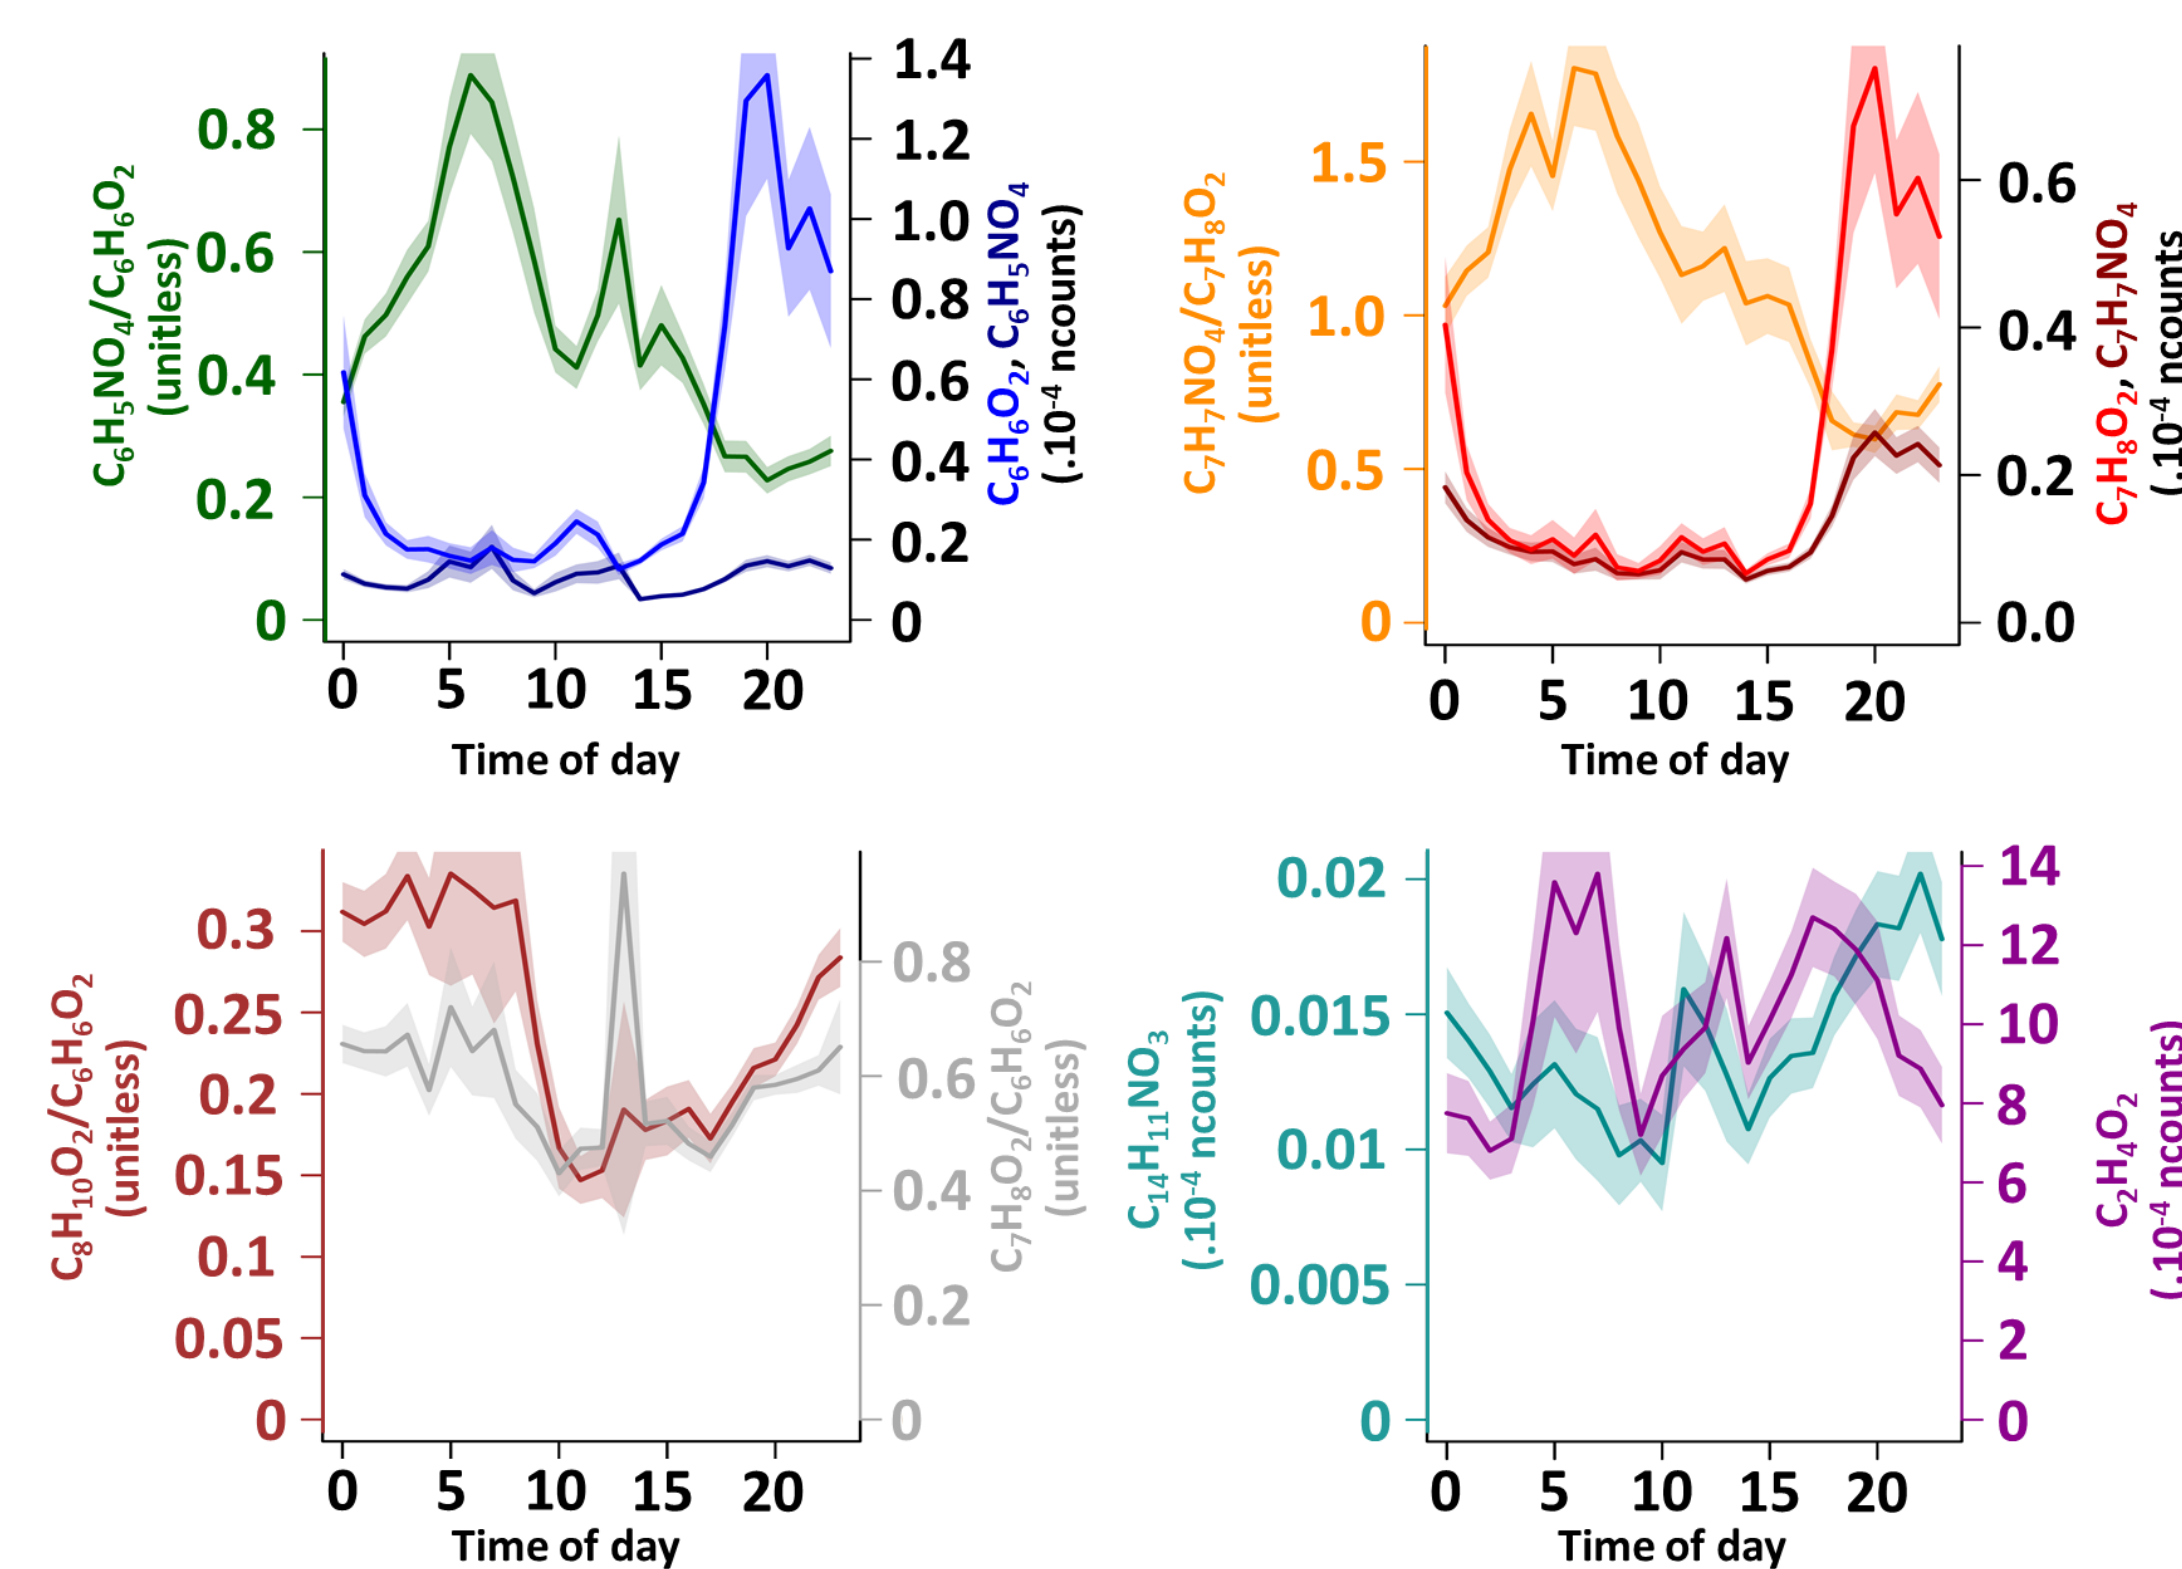 C₆H₅NO₄/C₆H₆O₂
(unitless)
0.8
0.6
0.4
0.2
0
1.4
1.2
1.0
0.8
0.6
0.4
0.2
0
C₆H₆O₂, C₆H₅NO₄
(.10⁻⁴ ncounts)
0 5 10 15 20
Time of day
C₇H₇NO₄/C₇H₈O₂
(unitless)
1.5
1.0
0.5
0
0.6
0.4
0.2
0.0
C₇H₈O₂, C₇H₇NO₄
(.10⁻⁴ ncounts
0 5 10 15 20
Time of day
C₈H₁₀O₂/C₆H₆O₂
(unitless)
0.3
0.25
0.2
0.15
0.1
0.05
0
0.8
0.6
0.4
0.2
0
C₇H₈O₂/C₆H₆O₂
(unitless)
0 5 10 15 20
Time of day
C₁₄H₁₁NO₃
(.10⁻⁴ ncounts)
0.02
0.015
0.01
0.005
0
14
12
10
8
6
4
2
0
C₂H₄O₂
(.10⁻⁴ ncounts)
0 5 10 15 20
Time of day